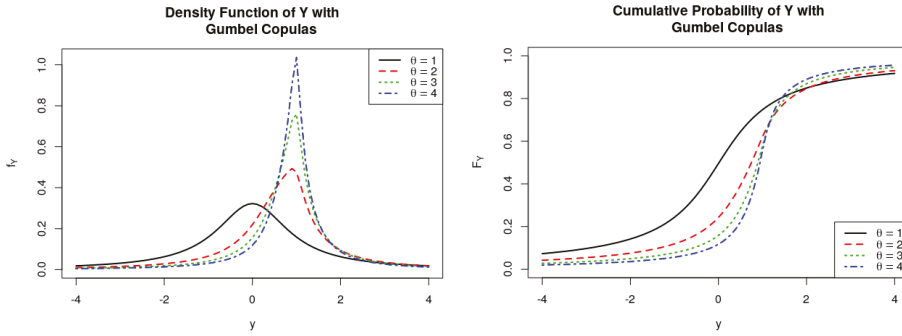 Density Function of Y with
Gumbel Copulas
θ = 1
θ = 2
θ = 3
θ = 4
fY
0.0
0.2
0.4
0.6
0.8
1.0
-4
-2
0
2
4
y
Cumulative Probability of Y with
Gumbel Copulas
FY
0.0
0.2
0.4
0.6
0.8
1.0
θ = 1
θ = 2
θ = 3
θ = 4
-4
-2
0
2
4
y